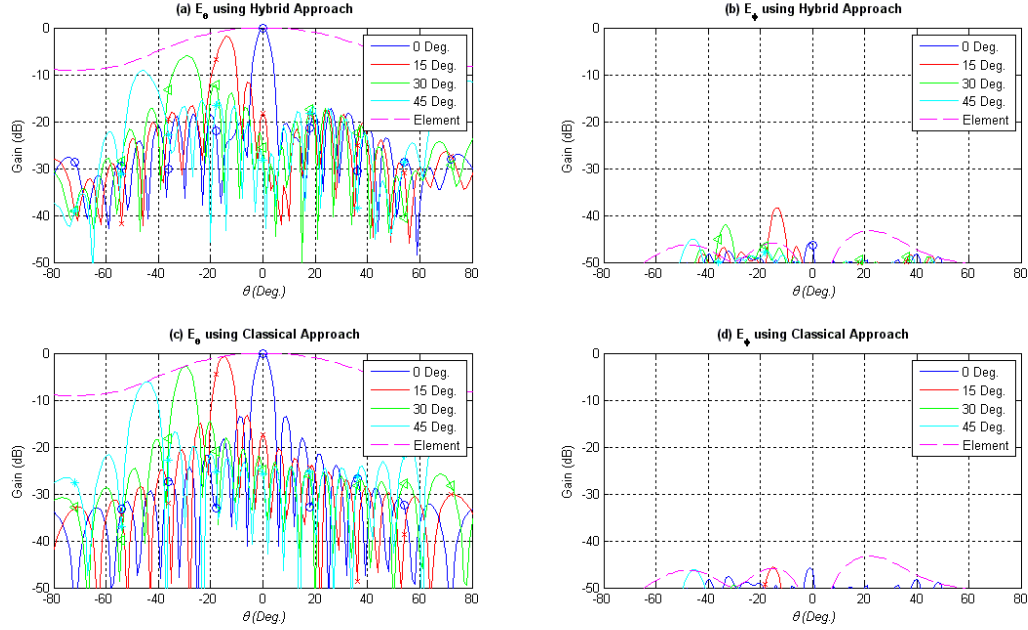 (a) E_θ using Hybrid Approach
0
-10
-20
-30
-40
-50
Gain (dB)
-80 -60 -40 -20 0 20 40 60 80
θ (Deg.)
0 Deg.
15 Deg.
30 Deg.
45 Deg.
Element
(b) E_ϕ using Hybrid Approach
0
-10
-20
-30
-40
-50
Gain (dB)
-80 -60 -40 -20 0 20 40 60 80
θ (Deg.)
0 Deg.
15 Deg.
30 Deg.
45 Deg.
Element
(c) E_θ using Classical Approach
0
-10
-20
-30
-40
-50
Gain (dB)
-80 -60 -40 -20 0 20 40 60 80
θ (Deg.)
0 Deg.
15 Deg.
30 Deg.
45 Deg.
Element
(d) E_ϕ using Classical Approach
0
-10
-20
-30
-40
-50
Gain (dB)
-80 -60 -40 -20 0 20 40 60 80
θ (Deg.)
0 Deg.
15 Deg.
30 Deg.
45 Deg.
Element